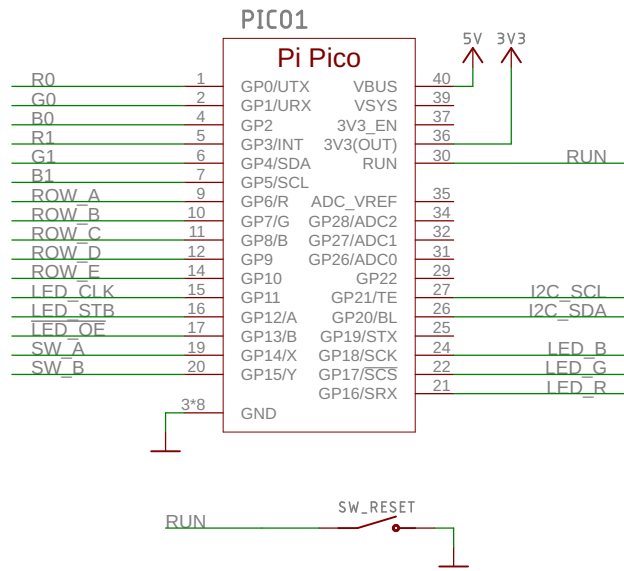 PICO1
Pi Pico
5V 3V3
R0 1 GP0/UTX VBUS 40
G0 2 GP1/URX VSYS 39
B0 4 GP2 3V3_EN 37
R1 5 GP3/INT 3V3(OUT) 36
G1 6 GP4/SDA RUN 30 RUN
B1 7 GP5/SCL
ROW_A 9 GP6/R ADC_VREF 35
ROW_B 10 GP7/G GP28/ADC2 34
ROW_C 11 GP8/B GP27/ADC1 32
ROW_D 12 GP9 GP26/ADC0 31
ROW_E 14 GP10 GP22 29
LED_CLK 15 GP11 GP21/TE 27 I2C_SCL
LED_STB 16 GP12/A GP20/BL 26 I2C_SDA
LED_OE 17 GP13/B GP19/STX 25
SW_A 19 GP14/X GP18/SCK 24 LED_B
SW_B 20 GP15/Y GP17/SCS 22 LED_G
GP16/SRX 21 LED_R
3*8 GND
SW_RESET
RUN